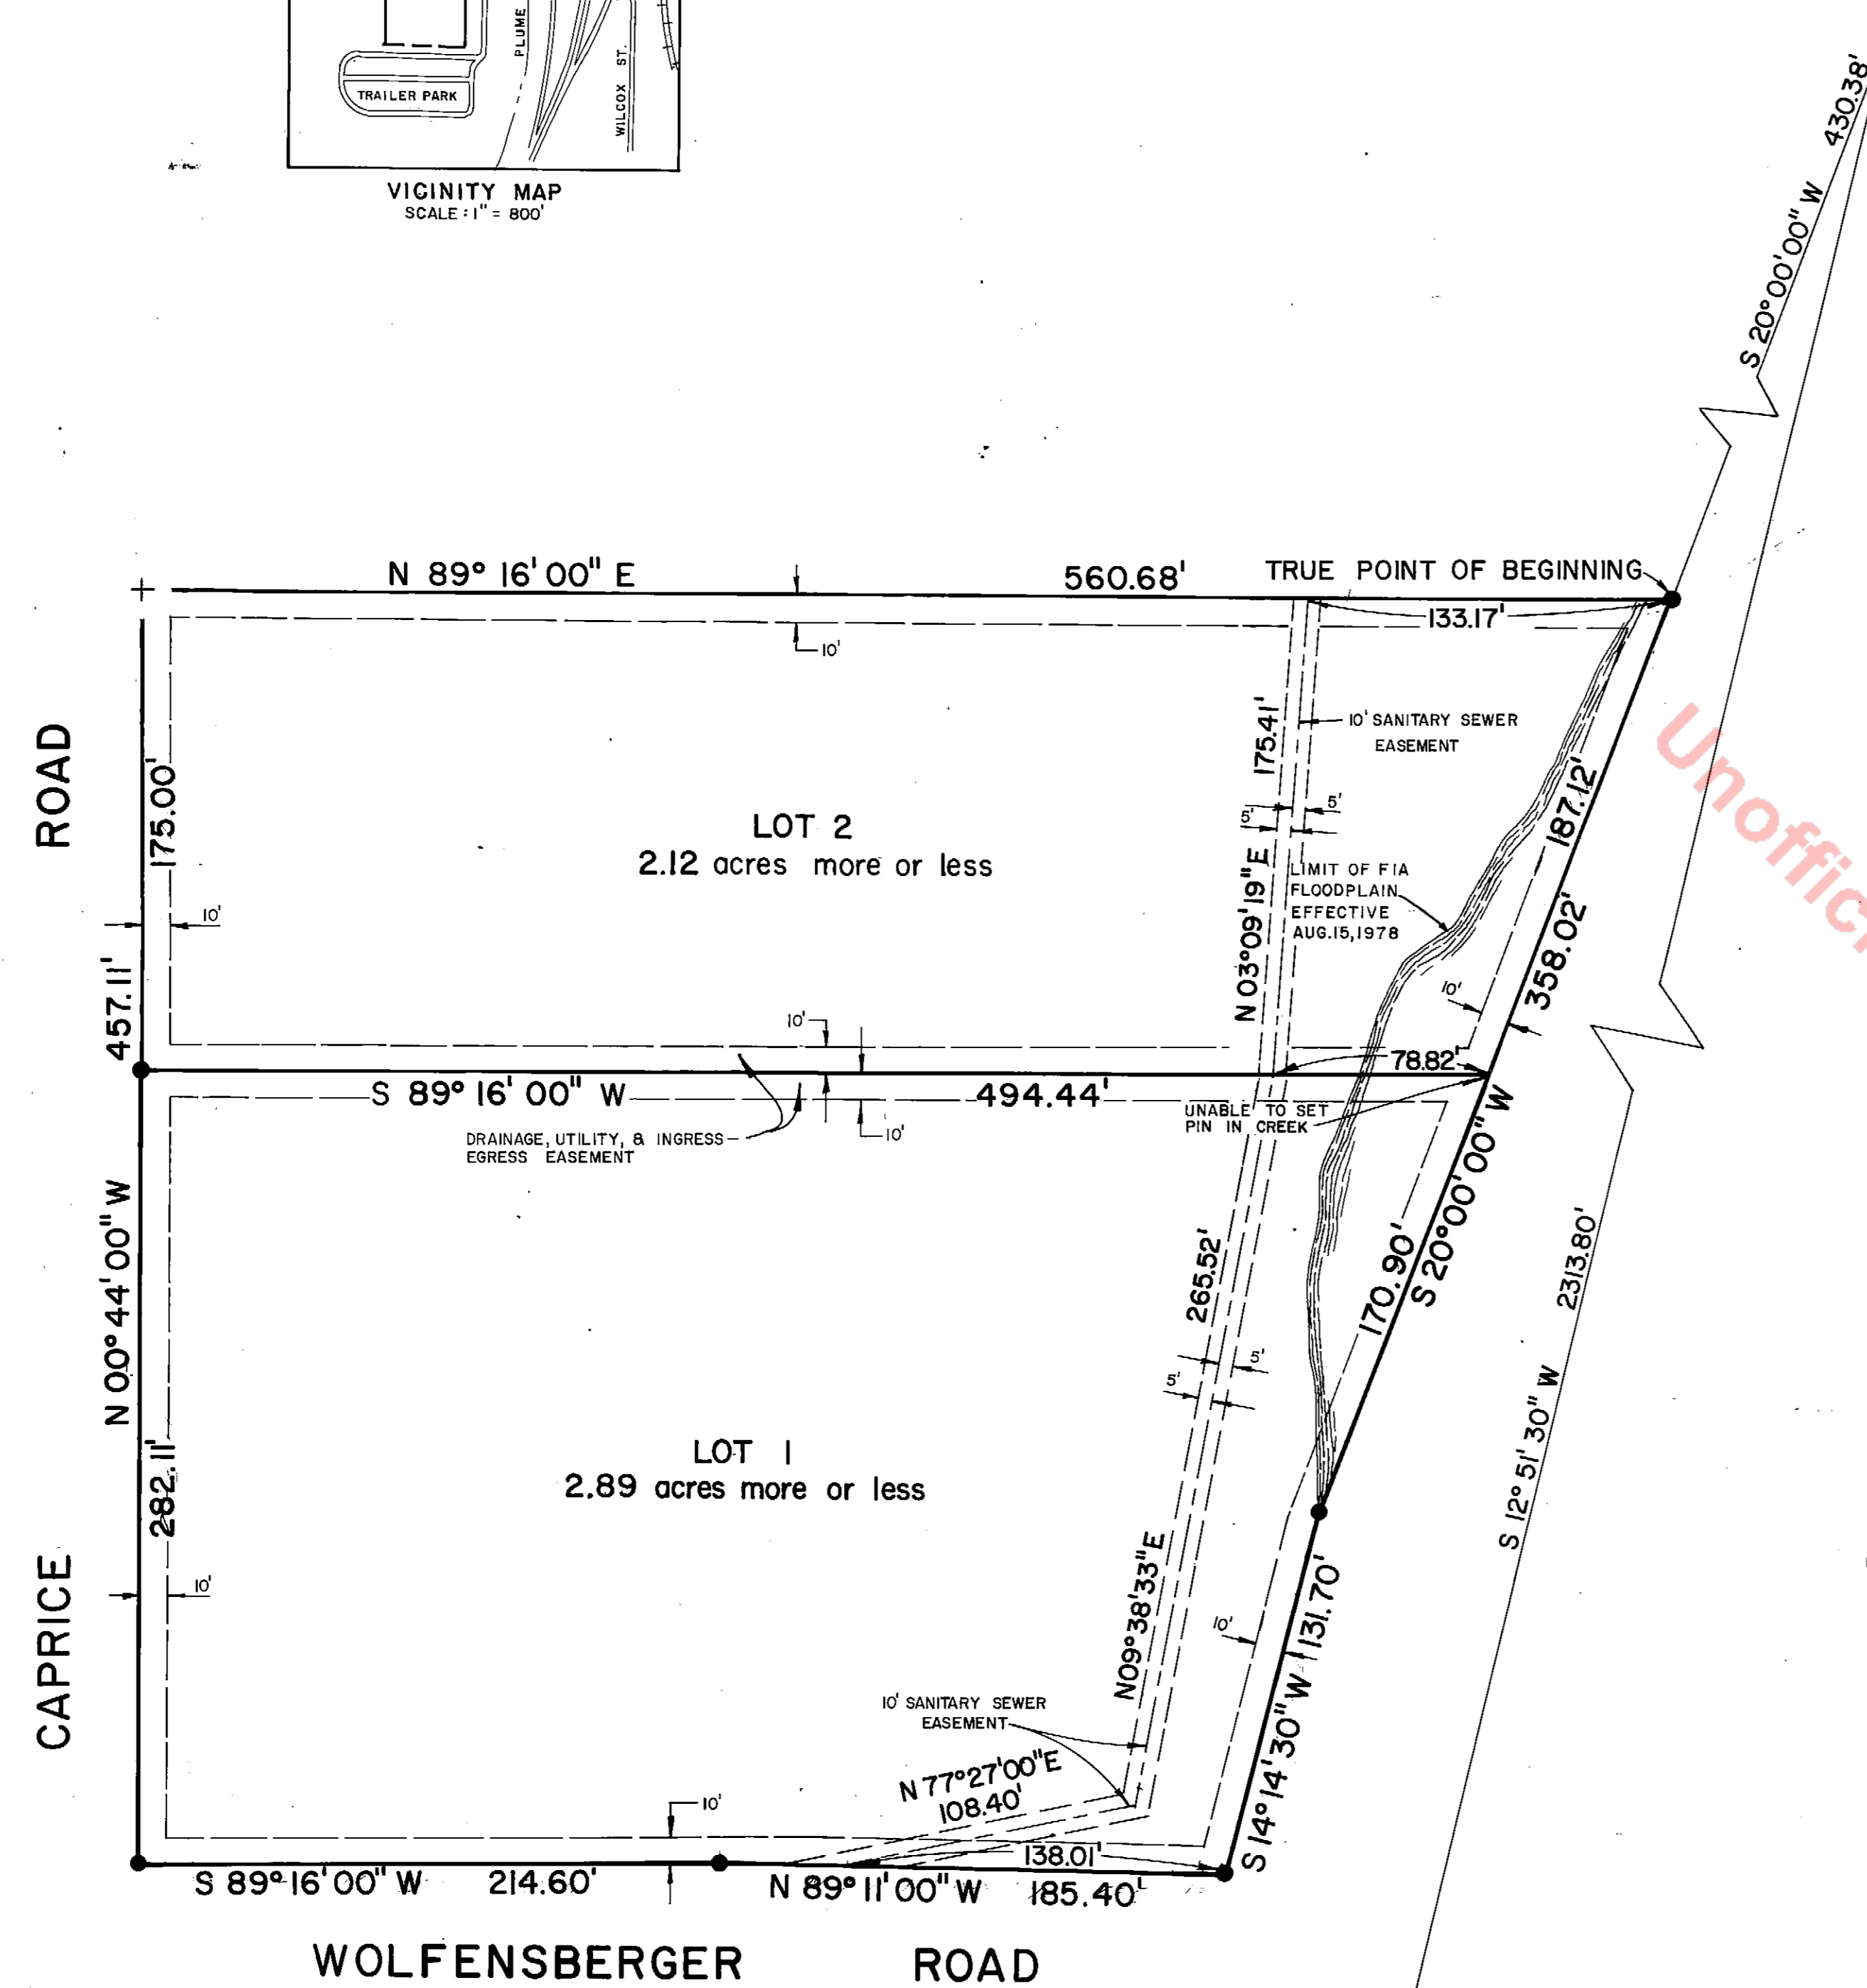 PLUME
WILCOX ST.
TRAILER PARK
VICINITY MAP
SCALE : 1" = 800'
430.38'
S 20°00'00" W
N 89° 16' 00" E
560.68'
TRUE POINT OF BEGINNING
133.17'
10'
ROAD
175.00'
175.41'
10' SANITARY SEWER
EASEMENT
5'
5'
187.12'
Unoffic
LOT 2
2.12 acres more or less
N 03°09'19" E
LIMIT OF FIA
FLOODPLAIN
EFFECTIVE
AUG. 15, 1978
10'
358.02'
10'
457.11'
10'
78.82'
S 89° 16' 00" W
494.44'
UNABLE TO SET
PIN IN CREEK
10'
DRAINAGE, UTILITY, & INGRESS
EGRESS EASEMENT
S 20°00'00" W
N 00°44'00" W
265.52'
170.90'
2313.80'
5'
5'
S 12° 51' 30" W
282.11'
LOT 1
2.89 acres more or less
N09°38'33"E
131.70'
10'
10'
CAPRICE
10' SANITARY SEWER
EASEMENT
S 14°14'30" W
N 77°27'00"E
108.40'
10'
138.01'
S 89°16'00" W
214.60'
N 89°11'00" W
185.40'
WOLFENSBERGER ROAD